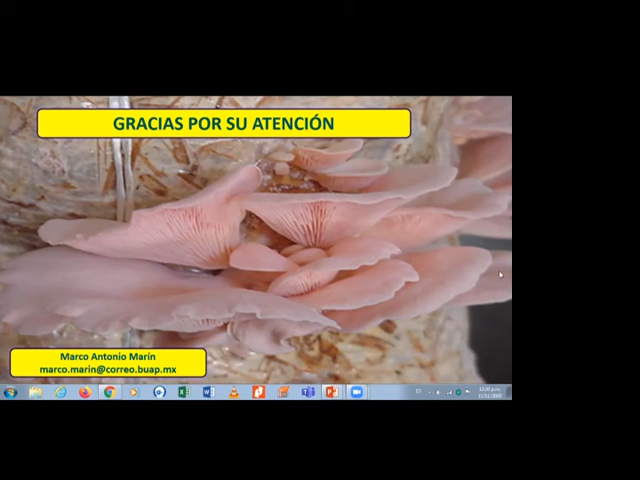 GRACIAS POR SU ATENCIÓN
Marco Antonio Marín
marco.marin@correo.buap.mx